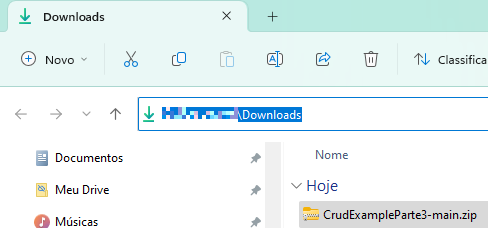 Downloads
Novo
Classifica
\Downloads
Documentos
Meu Drive
Músicas
Nome
Hoje
CrudExampleParte3-main.zip